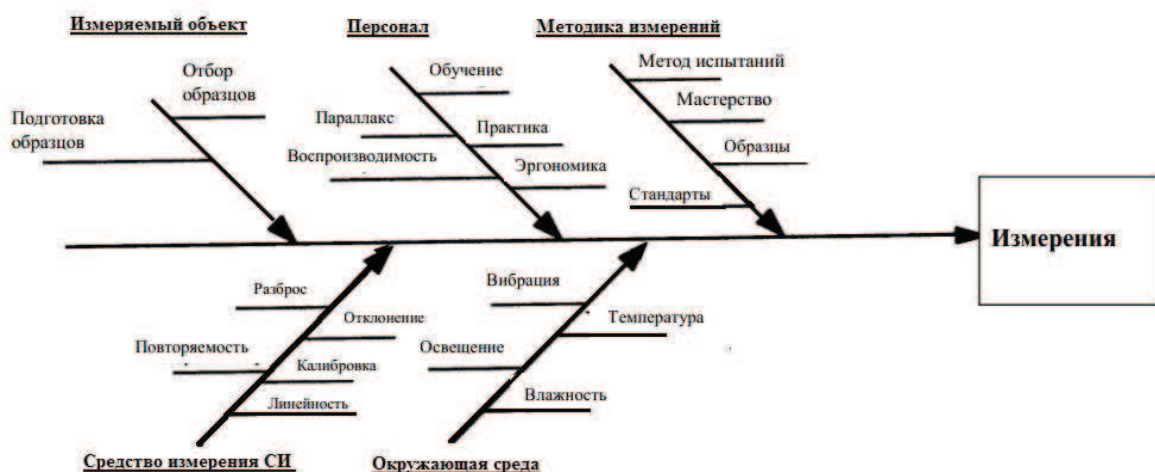 Измеряемый объект
Персонал
Методика измерений
Отбор
образцов
Подготовка
образцов
Обучение
Параллакс
Практика
Воспроизводимость
Эргономика
Метод испытаний
Мастерство
Образцы
Стандарты
Измерения
Разброс
Отклонение
Повторяемость
Калибровка
Линейность
Вибрация
Температура
Освещение
Влажность
Средство измерения СИ
Окружающая среда